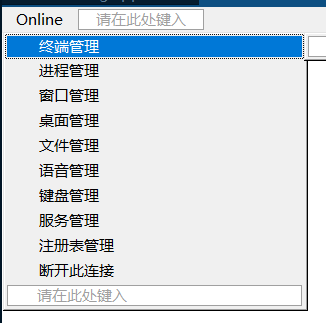 Online 请在此处键入
终端管理
进程管理
窗口管理
桌面管理
文件管理
语音管理
键盘管理
服务管理
注册表管理
断开此连接
请在此处键入